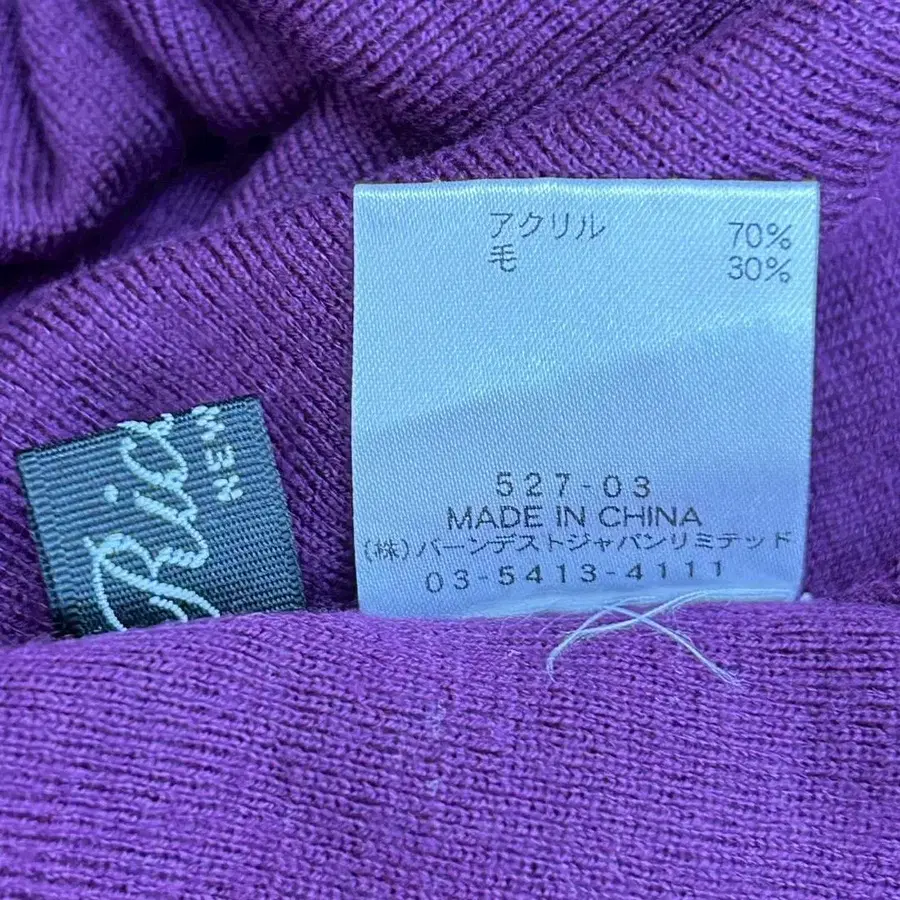 アクリル 70%
毛 30%
527-03
MADE IN CHINA
(株)バーンデストジャパンリミテッド
03-5413-4111
NEW